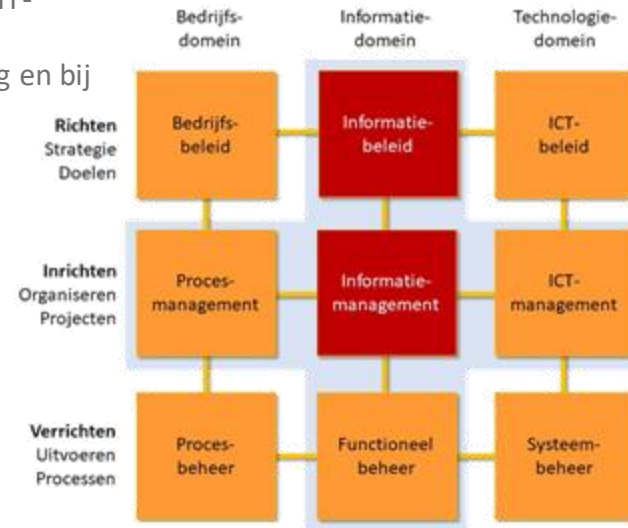 g en bij
Bedrijfs-
domein
Informatie-
domein
Technologie-
domein
Richten
Strategie
Doelen
Bedrijfs-
beleid
Informatie-
beleid
ICT-
beleid
Inrichten
Organiseren
Projecten
Proces-
management
Informatie-
management
ICT-
management
Verrichten
Uitvoeren
Processen
Proces-
beheer
Functioneel
beheer
Systeem-
beheer